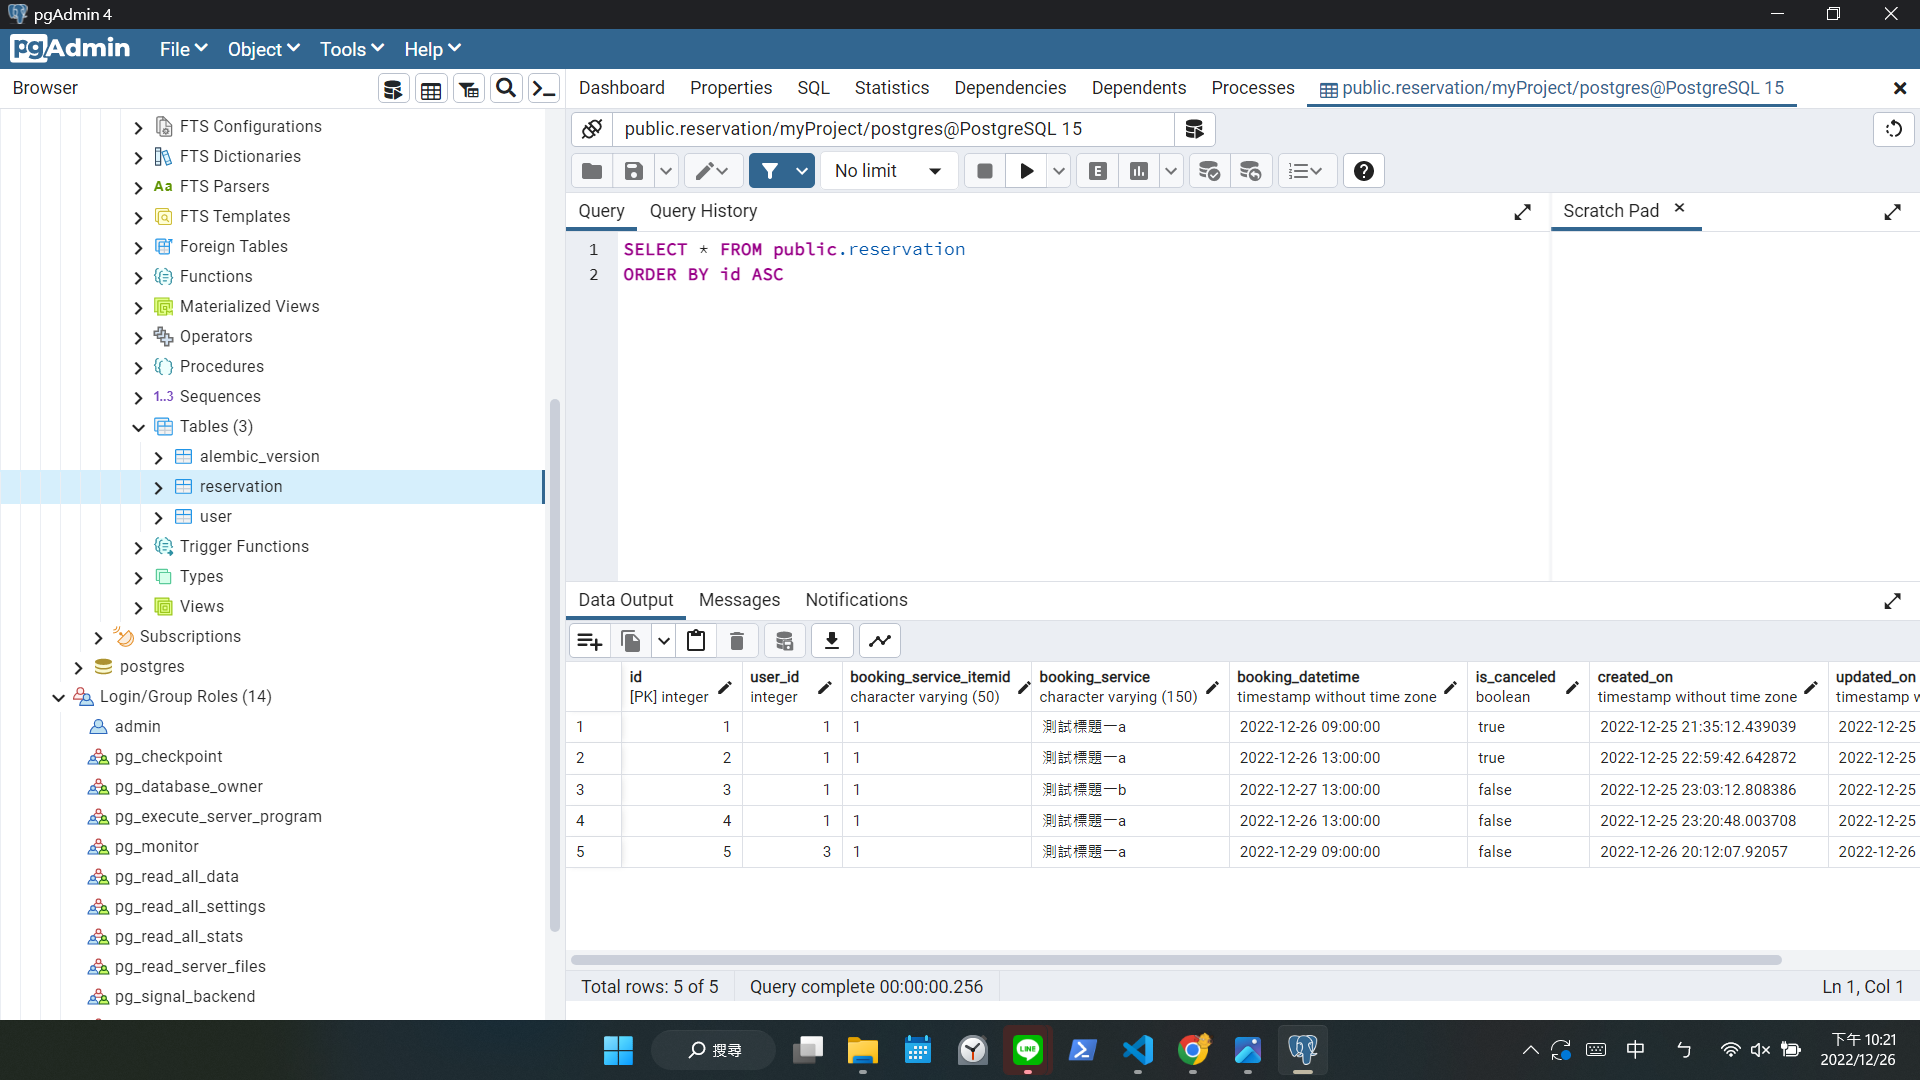 pgAdmin 4
pgAdmin File Object Tools Help
Browser
Dashboard Properties SQL Statistics Dependencies Dependents Processes public.reservation/myProject/postgres@PostgreSQL 15
public.reservation/myProject/postgres@PostgreSQL 15
No limit
E
Query Query History
Scratch Pad
1 SELECT * FROM public.reservation
2 ORDER BY id ASC
FTS Configurations
FTS Dictionaries
Aa FTS Parsers
FTS Templates
Foreign Tables
Functions
Materialized Views
Operators
Procedures
1..3 Sequences
Tables (3)
alembic_version
reservation
user
Trigger Functions
Types
Views
Subscriptions
postgres
Login/Group Roles (14)
admin
pg_checkpoint
pg_database_owner
pg_execute_server_program
pg_monitor
pg_read_all_data
pg_read_all_settings
pg_read_all_stats
pg_read_server_files
pg_signal_backend
Data Output Messages Notifications
id user_id booking_service_itemid booking_service booking_datetime is_canceled created_on updated_on
[PK] integer integer character varying (50) character varying (150) timestamp without time zone boolean timestamp without time zone timestamp w
1 1 1 1 測試標題一a 2022-12-26 09:00:00 true 2022-12-25 21:35:12.439039 2022-12-25
2 2 1 1 測試標題一a 2022-12-26 13:00:00 true 2022-12-25 22:59:42.642872 2022-12-25
3 3 1 1 測試標題一b 2022-12-27 13:00:00 false 2022-12-25 23:03:12.808386 2022-12-25
4 4 1 1 測試標題一a 2022-12-26 13:00:00 false 2022-12-25 23:20:48.003708 2022-12-25
5 5 3 1 測試標題一a 2022-12-29 09:00:00 false 2022-12-26 20:12:07.92057 2022-12-26
Total rows: 5 of 5 Query complete 00:00:00.256 Ln 1, Col 1
搜尋
LINE
中 ㄅ
下午 10:21
2022/12/26